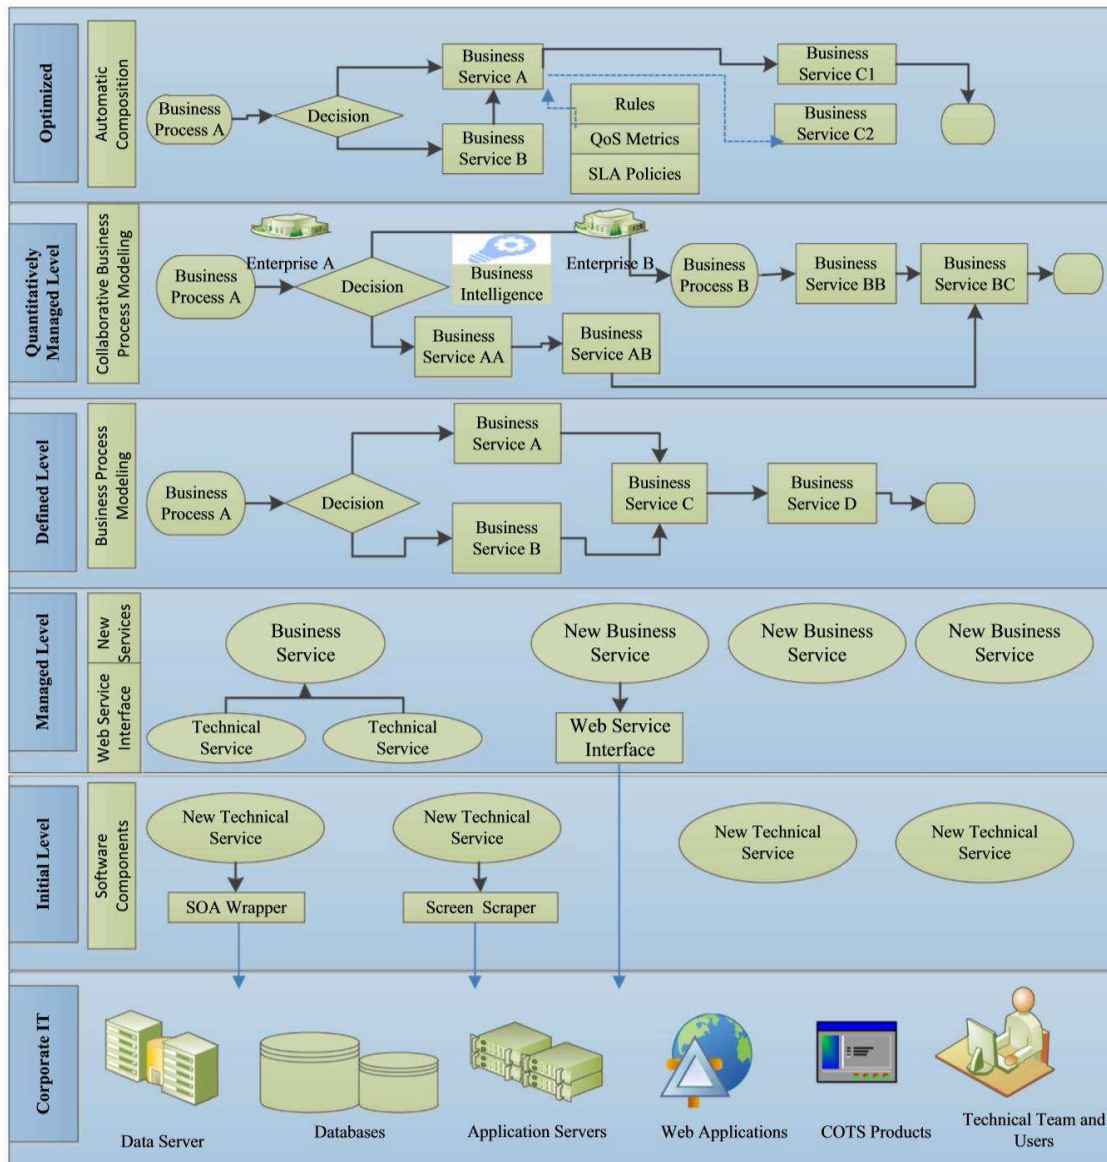 Optimized
Automatic
Composition
Business
Process A
Decision
Business
Service A
Business
Service B
Rules
QoS Metrics
SLA Policies
Business
Service C1
Business
Service C2
Quantitatively
Managed Level
Collaborative Business
Process Modeling
Business
Process A
Enterprise A
Decision
Business
Intelligence
Enterprise B
Business
Process B
Business
Service BB
Business
Service BC
Business
Service AA
Business
Service AB
Defined Level
Business Process
Modeling
Business
Process A
Decision
Business
Service A
Business
Service B
Business
Service C
Business
Service D
Managed Level
New
Services
Web Service
Interface
Business
Service
New Business
Service
New Business
Service
New Business
Service
Technical
Service
Technical
Service
Web Service
Interface
Initial Level
Software
Components
New Technical
Service
New Technical
Service
New Technical
Service
New Technical
Service
SOA Wrapper
Screen Scraper
Corporate IT
Data Server
Databases
Application Servers
Web Applications
COTS Products
Technical Team and
Users